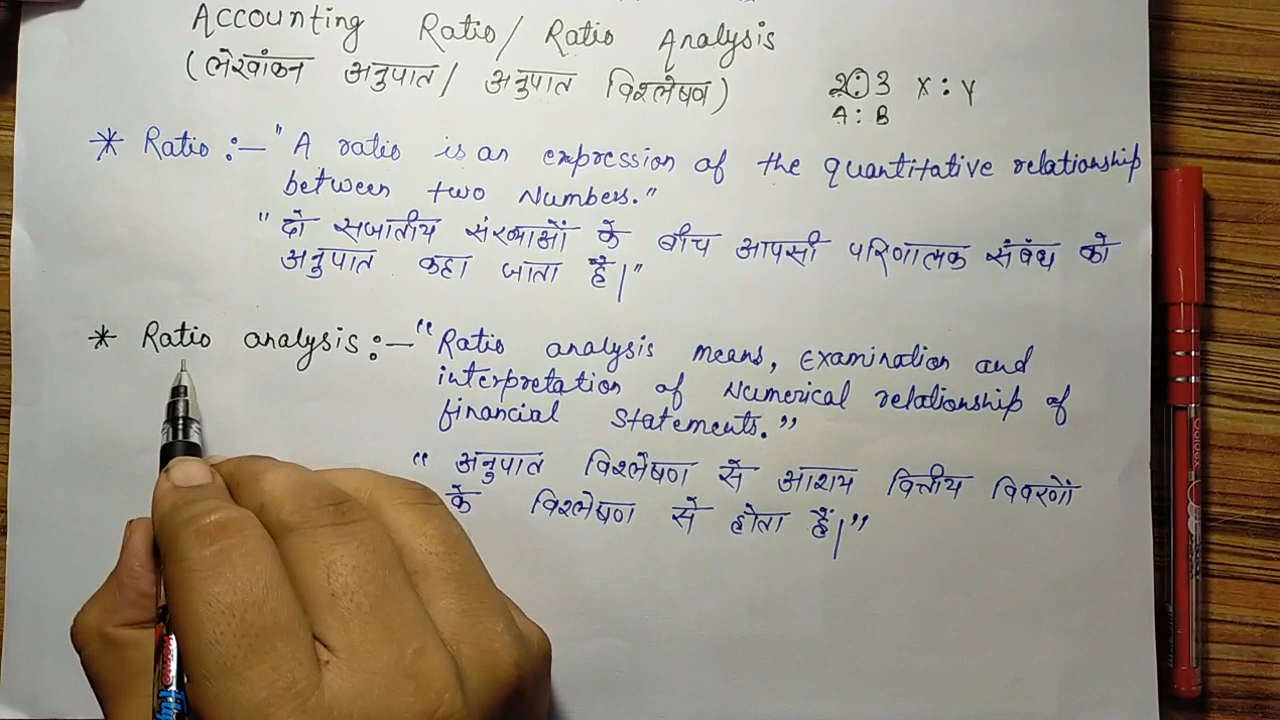 Accounting Ratio/ Ratio Analysis
(लेखांकन अनुपात/ अनुपात विश्लेषण)
2:3 X:Y
A:B
* Ratio :- "A ratio is an expression of the quantitative relationship
between two Numbers."
"दो सजातीय संख्याओं के बीच आपसी परिणात्मक संबंध को
अनुपात कहा जाता है।"
* Ratio analysis :- "Ratio analysis means, Examination and
interpretation of Numerical relationship of
financial Statements."
"अनुपात विश्लेषण से आशय वित्तीय विवरणों
के विश्लेषण से होता हैं।"